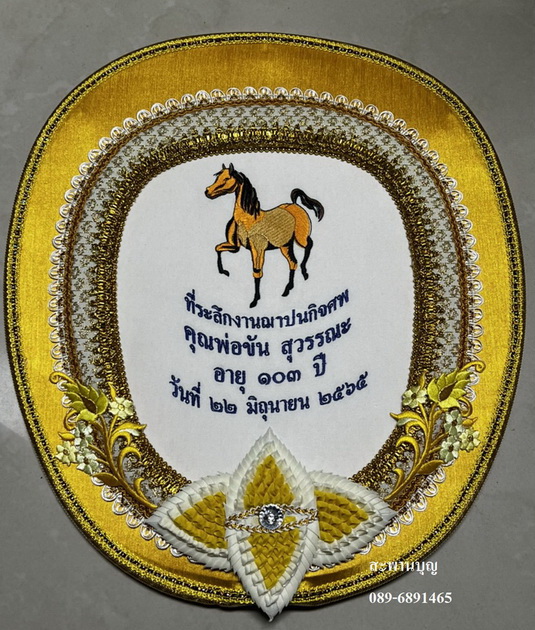 ที่ระลึกงานฌาปนกิจศพ
คุณพ่อขัน สุวรรณะ
อายุ ๑๐๓ ปี
วันที่ ๒๒ มิถุนายน ๒๕๖๕
สะพานบุญ
089-6891465